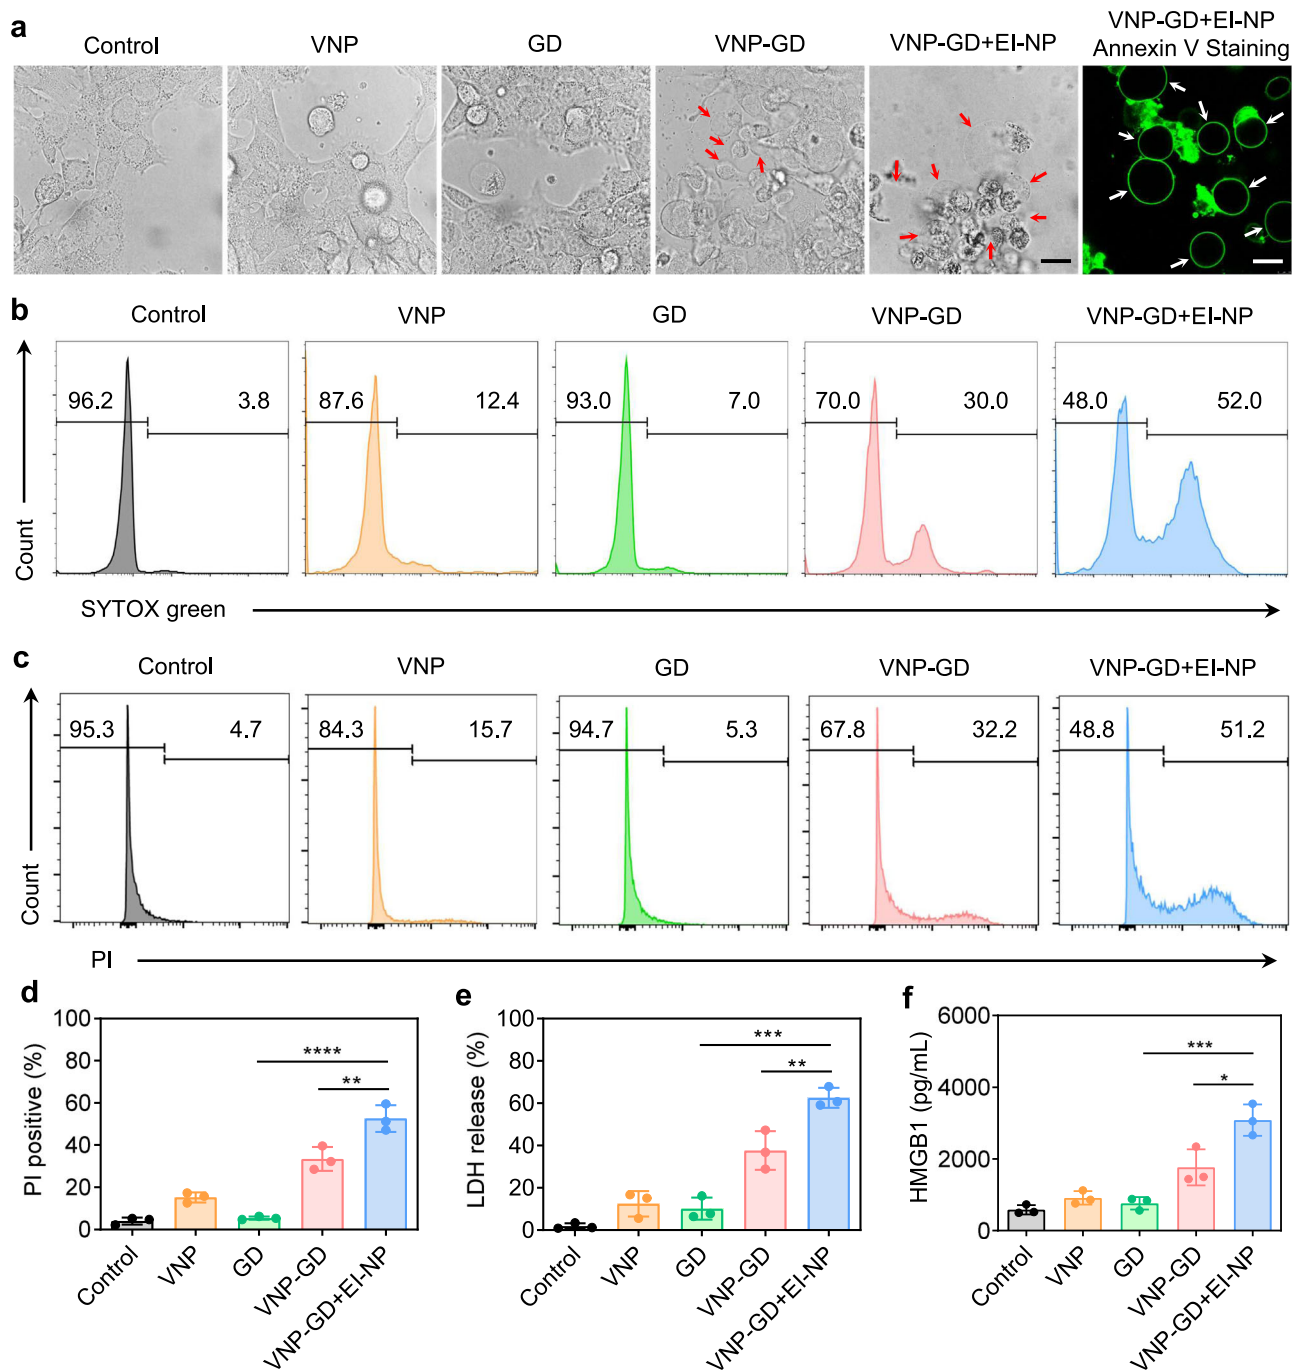 a
Control
VNP
GD
VNP-GD
VNP-GD+EI-NP
VNP-GD+EI-NP
Annexin V Staining
b
Control
VNP
GD
VNP-GD
VNP-GD+EI-NP
Count
96.2 3.8
87.6 12.4
93.0 7.0
70.0 30.0
48.0 52.0
SYTOX green
c
Control
VNP
GD
VNP-GD
VNP-GD+EI-NP
Count
95.3 4.7
84.3 15.7
94.7 5.3
67.8 32.2
48.8 51.2
PI
d
PI positive (%)
100
80
60
40
20
0
****
**
Control
VNP
GD
VNP-GD
VNP-GD+EI-NP
e
LDH release (%)
100
80
60
40
20
0
***
**
Control
VNP
GD
VNP-GD
VNP-GD+EI-NP
f
HMGB1 (pg/mL)
6000
4000
2000
0
***
*
Control
VNP
GD
VNP-GD
VNP-GD+EI-NP